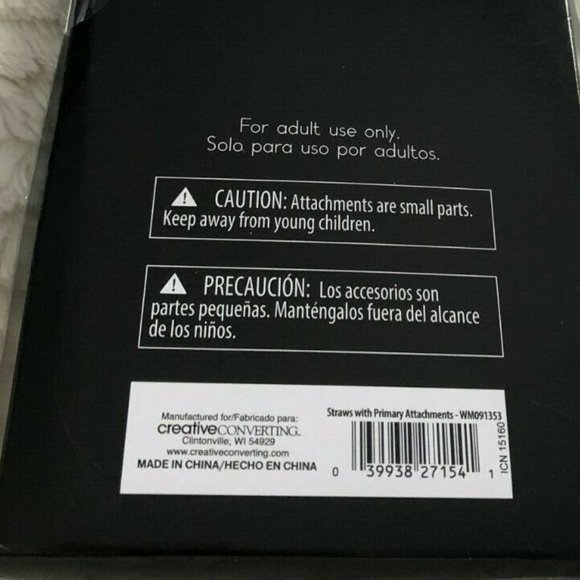 For adult use only.
Solo para uso por adultos.
CAUTION: Attachments are small parts.
Keep away from young children.
PRECAUCIÓN: Los accesorios son
partes pequeñas. Manténgalos fuera del alcance
de los niños.
Manufactured for/Fabricado para:
creativeCONVERTING.
Clintonville, WI 54929
www.creativeconverting.com
MADE IN CHINA/HECHO EN CHINA
Straws with Primary Attachments - WM091353
0 39938 27154 1
ICN 15160